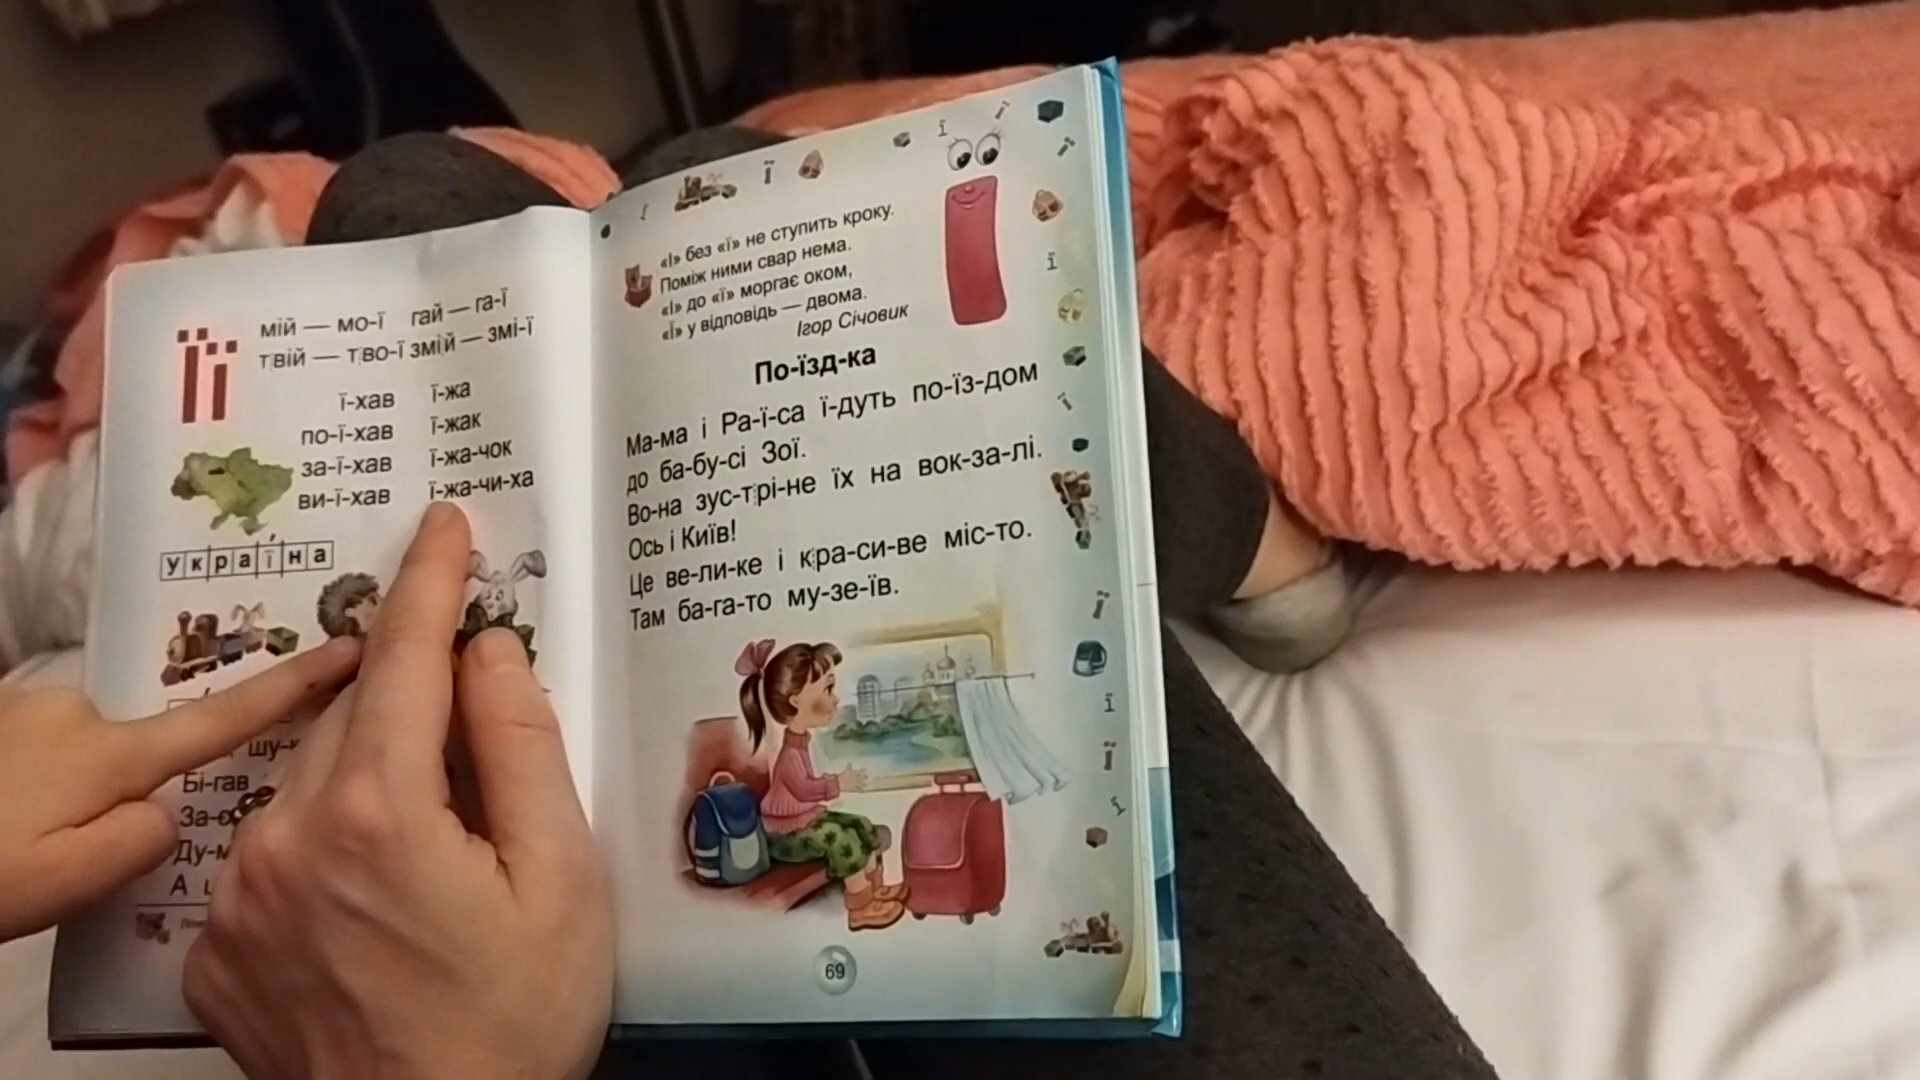 Її
мій — мо-ї гай — га-ї
твій — тво-ї змій — змі-ї
ї-хав ї-жа
по-ї-хав ї-жак
за-ї-хав ї-жа-чок
ви-ї-хав ї-жа-чи-ха
Україна
Бі-гав
А
«І» без «ї» не ступить кроку.
Поміж ними свар нема.
«І» до «ї» моргає оком,
«Ї» у відповідь — двома.
Ігор Січовик
По-їзд-ка
Ма-ма і Ра-ї-са ї-дуть по-їз-дом
до ба-бу-сі Зої.
Во-на зус-трі-не їх на вок-за-лі.
Ось і Київ!
Це ве-ли-ке і кра-си-ве міс-то.
Там ба-га-то му-зе-їв.
69